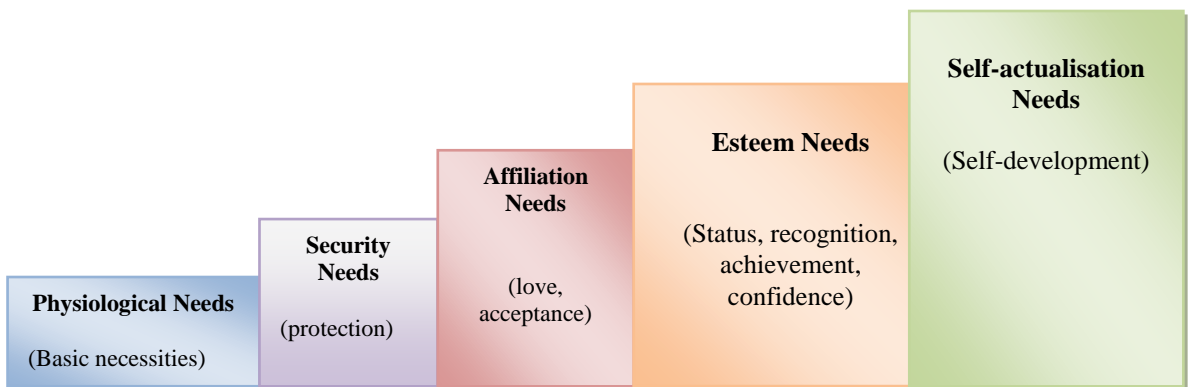 Physiological Needs
(Basic necessities)
Security
Needs
(protection)
Affiliation
Needs
(love,
acceptance)
Esteem Needs
(Status, recognition,
achievement,
confidence)
Self-actualisation
Needs
(Self-development)